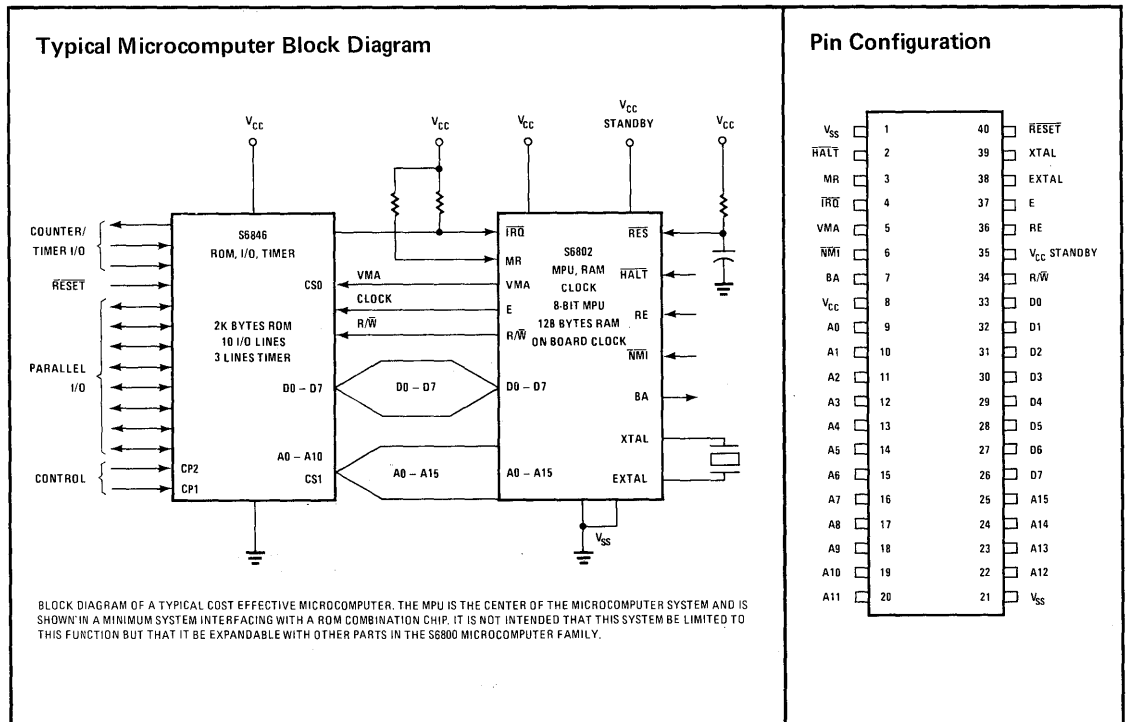 Typical Microcomputer Block Diagram
VCC
VCC
VCC
VCC
STANDBY
VCC
COUNTER/
TIMER I/O
RESET
PARALLEL
I/O
CONTROL
S6846
ROM, I/O, TIMER
CS0
2K BYTES ROM
10 I/O LINES
3 LINES TIMER
D0 – D7
A0 – A10
CS1
CP2
CP1
VMA
CLOCK
R/W̅
D0 – D7
A0 – A15
I̅R̅Q̅
MR
VMA
E
R/W̅
D0 – D7
A0 – A15
S6802
MPU, RAM
CLOCK
8-BIT MPU
128 BYTES RAM
ON BOARD CLOCK
R̅E̅S̅
H̅A̅L̅T̅
RE
N̅M̅I̅
BA
XTAL
EXTAL
VSS
BLOCK DIAGRAM OF A TYPICAL COST EFFECTIVE MICROCOMPUTER. THE MPU IS THE CENTER OF THE MICROCOMPUTER SYSTEM AND IS
SHOWN IN A MINIMUM SYSTEM INTERFACING WITH A ROM COMBINATION CHIP. IT IS NOT INTENDED THAT THIS SYSTEM BE LIMITED TO
THIS FUNCTION BUT THAT IT BE EXPANDABLE WITH OTHER PARTS IN THE S6800 MICROCOMPUTER FAMILY.
Pin Configuration
VSS 1 40 R̅E̅S̅E̅T̅
H̅A̅L̅T̅ 2 39 XTAL
MR 3 38 EXTAL
I̅R̅Q̅ 4 37 E
VMA 5 36 RE
N̅M̅I̅ 6 35 VCC STANDBY
BA 7 34 R/W̅
VCC 8 33 D0
A0 9 32 D1
A1 10 31 D2
A2 11 30 D3
A3 12 29 D4
A4 13 28 D5
A5 14 27 D6
A6 15 26 D7
A7 16 25 A15
A8 17 24 A14
A9 18 23 A13
A10 19 22 A12
A11 20 21 VSS